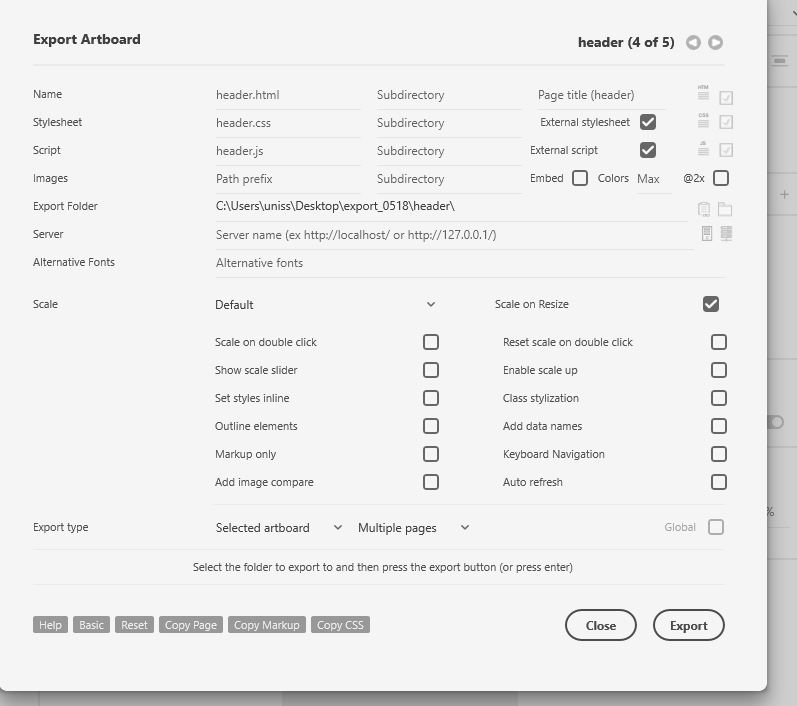 Export Artboard
header (4 of 5)
Name header.html Subdirectory Page title (header) HTM
Stylesheet header.css Subdirectory External stylesheet CSS
Script header.js Subdirectory External script JS
Images Path prefix Subdirectory Embed Colors Max @2x
Export Folder C:\Users\uniss\Desktop\export_0518\header\
Server Server name (ex http://localhost/ or http://127.0.0.1/)
Alternative Fonts Alternative fonts
Scale Default Scale on Resize
Scale on double click Reset scale on double click
Show scale slider Enable scale up
Set styles inline Class stylization
Outline elements Add data names
Markup only Keyboard Navigation
Add image compare Auto refresh
%
Export type Selected artboard Multiple pages Global
Select the folder to export to and then press the export button (or press enter)
Help Basic Reset Copy Page Copy Markup Copy CSS Close Export